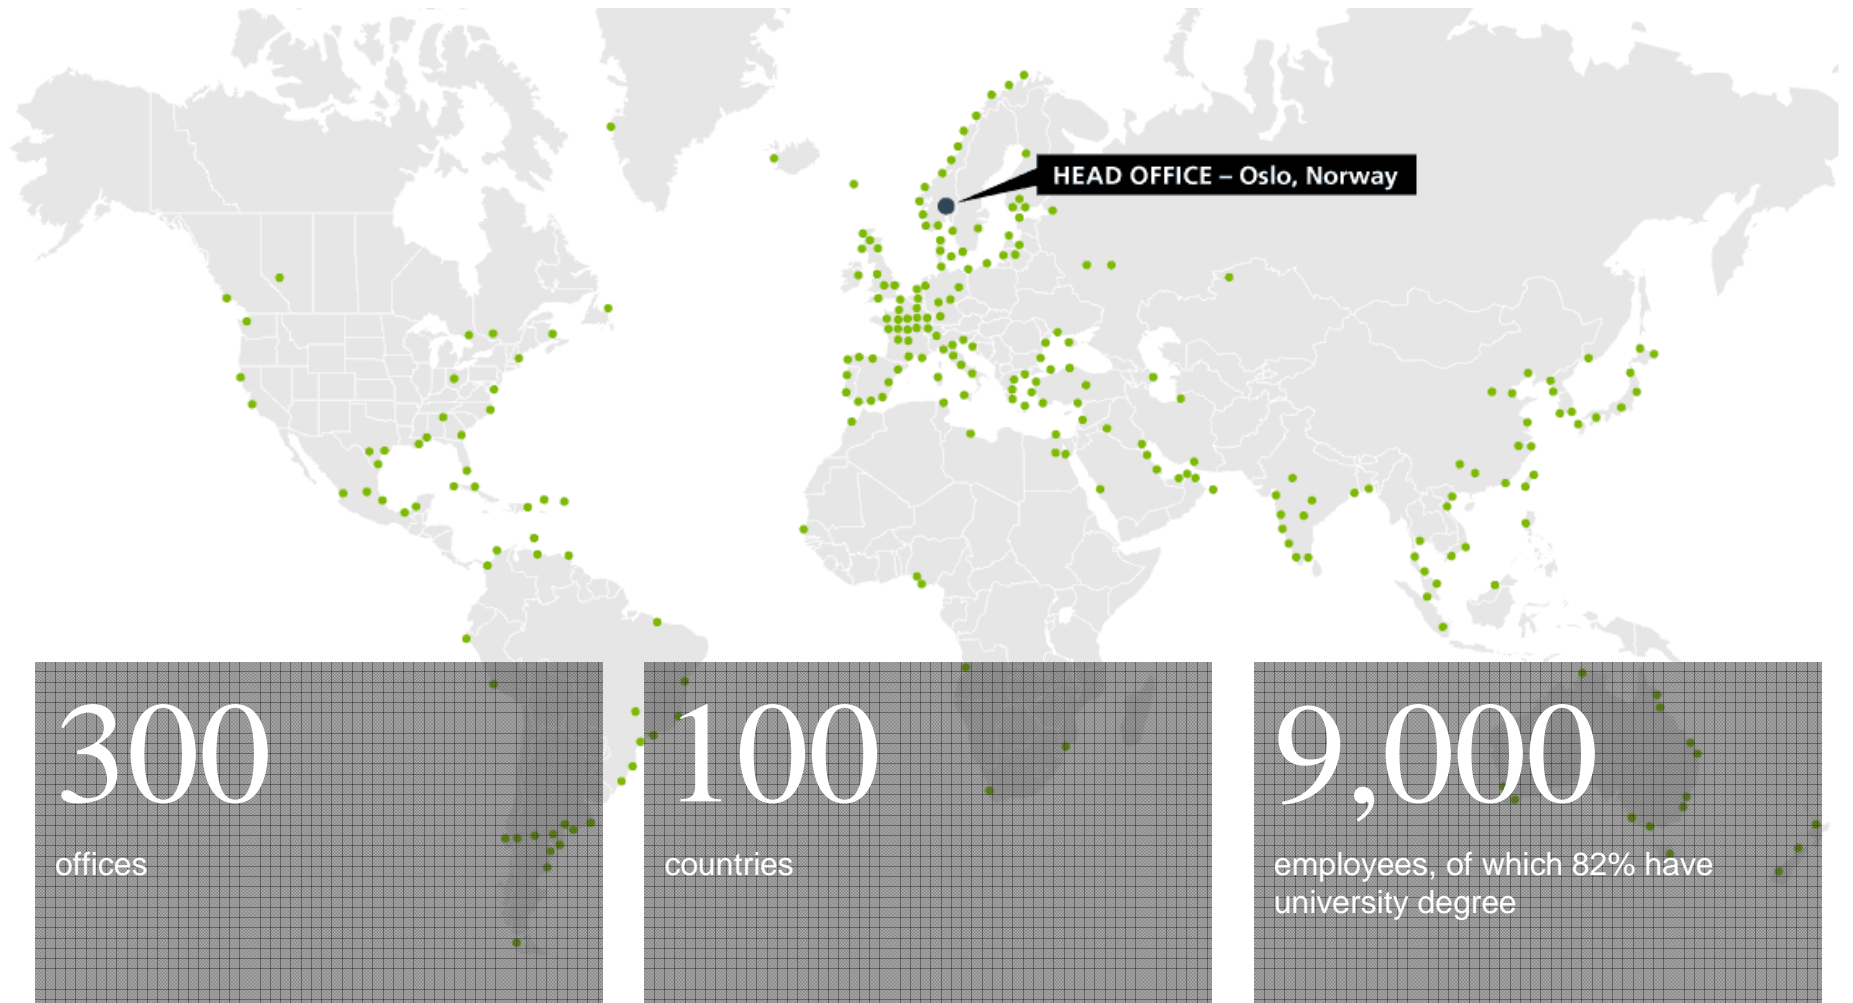 HEAD OFFICE – Oslo, Norway
300
offices
100
countries
9,000
employees, of which 82% have
university degree